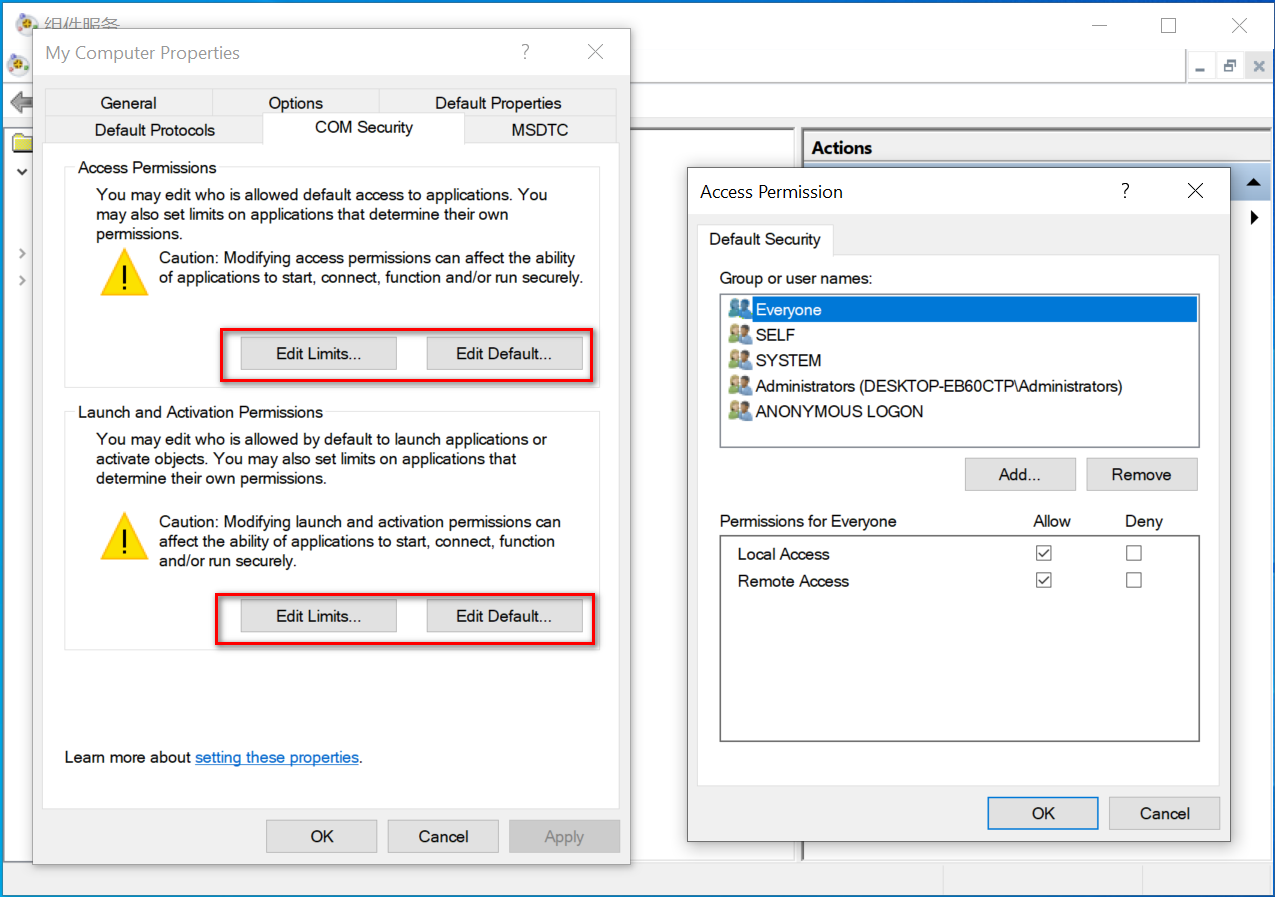 组件服务
My Computer Properties
?
General
Options
Default Properties
Default Protocols
COM Security
MSDTC
Access Permissions
You may edit who is allowed default access to applications. You
may also set limits on applications that determine their own
permissions.
Caution: Modifying access permissions can affect the ability
of applications to start, connect, function and/or run securely.
Edit Limits...
Edit Default...
Launch and Activation Permissions
You may edit who is allowed by default to launch applications or
activate objects. You may also set limits on applications that
determine their own permissions.
Caution: Modifying launch and activation permissions can
affect the ability of applications to start, connect, function
and/or run securely.
Edit Limits...
Edit Default...
Learn more about setting these properties.
OK
Cancel
Apply
Actions
Access Permission
?
Default Security
Group or user names:
Everyone
SELF
SYSTEM
Administrators (DESKTOP-EB60CTP\Administrators)
ANONYMOUS LOGON
Add...
Remove
Permissions for Everyone
Allow
Deny
Local Access
Remote Access
OK
Cancel